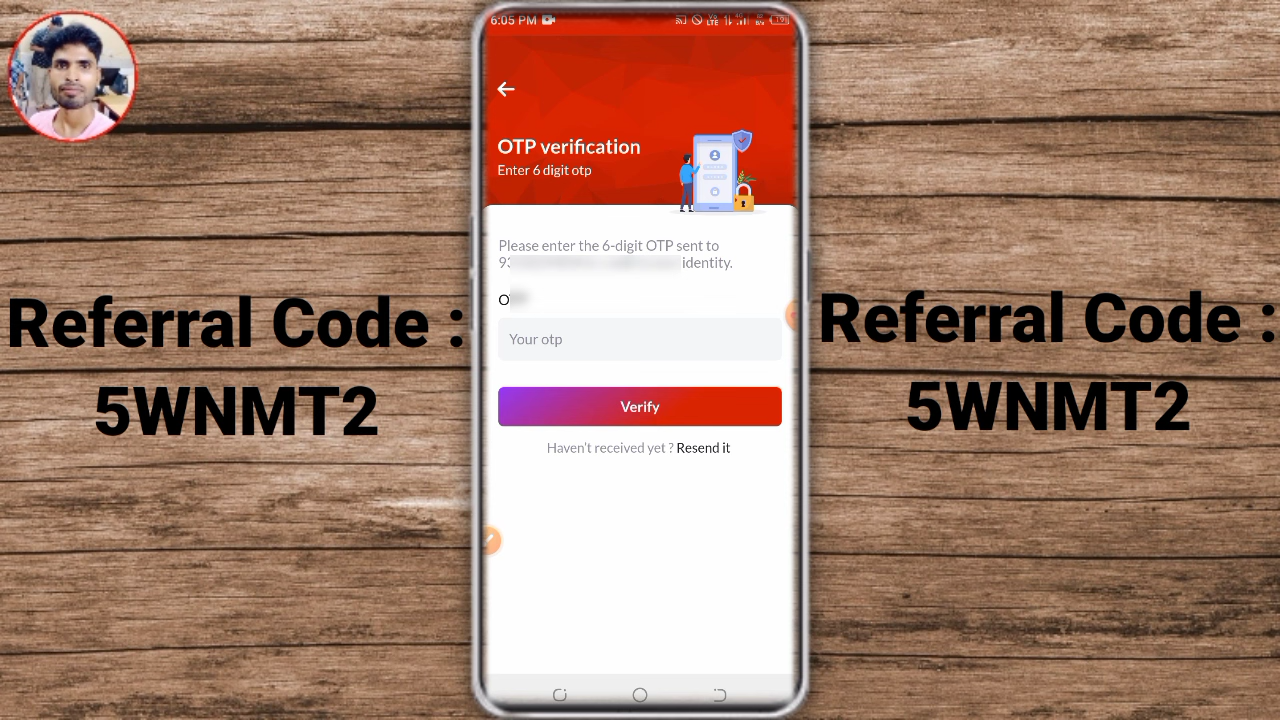 6:05 PM
OTP verification
Enter 6 digit otp
Please enter the 6-digit OTP sent to
93 identity.
Your otp
Verify
Haven't received yet ? Resend it
Referral Code :
5WNMT2
Referral Code :
5WNMT2